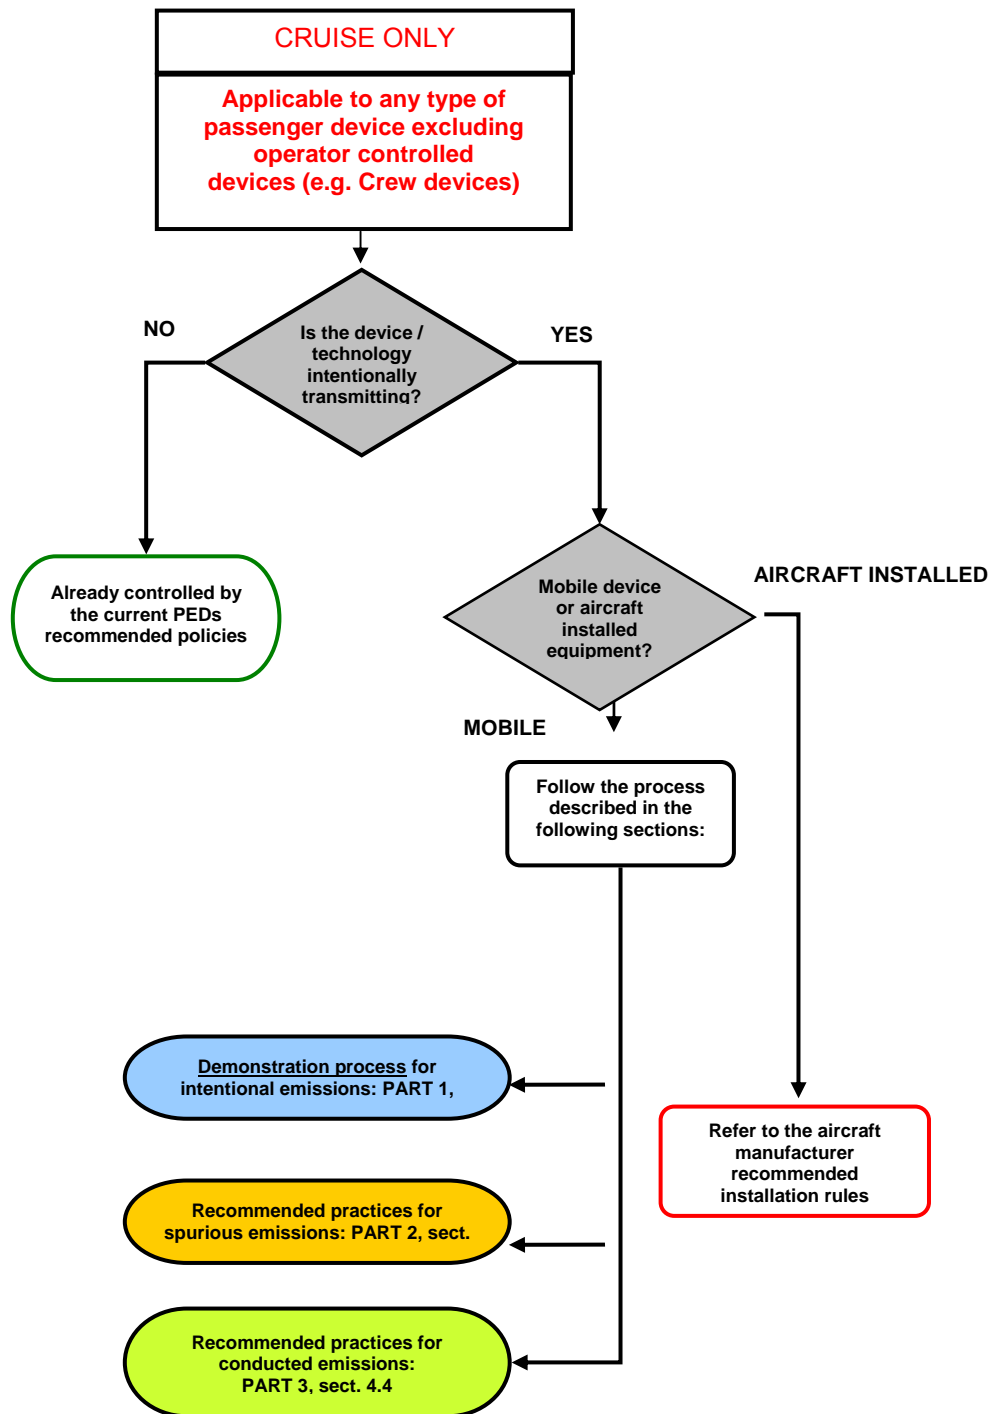 CRUISE ONLY
Applicable to any type of
passenger device excluding
operator controlled
devices (e.g. Crew devices)
NO
Is the device /
technology
intentionally
transmitting?
YES
Already controlled by
the current PEDs
recommended policies
Mobile device
or aircraft
installed
equipment?
AIRCRAFT INSTALLED
MOBILE
Follow the process
described in the
following sections:
Demonstration process for
intentional emissions: PART 1,
Refer to the aircraft
manufacturer
recommended
installation rules
Recommended practices for
spurious emissions: PART 2, sect.
Recommended practices for
conducted emissions:
PART 3, sect. 4.4